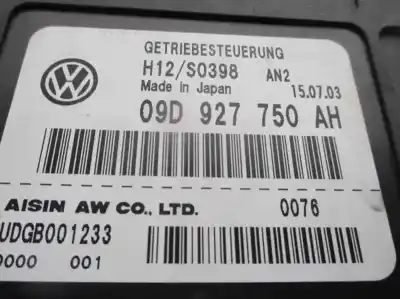 GETRIEBESTEUERUNG
H12/S0398 AN2
Made in Japan 15.07.03
09D 927 750 AH
AISIN AW CO., LTD. 0076
UDGB001233
0000 001